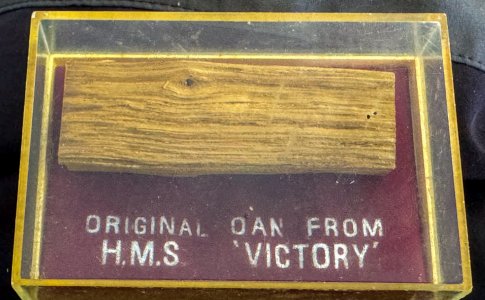 ORIGINAL OAN FROM
H.M.S. 'VICTORY'